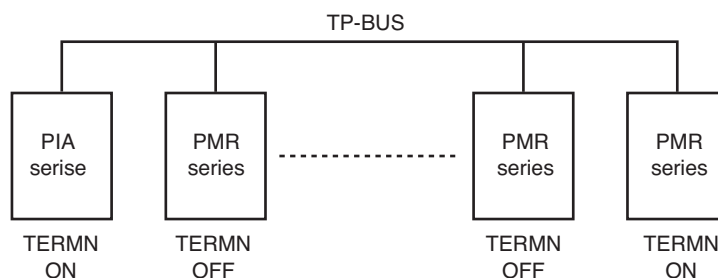 TP-BUS
PIA
serise
PMR
series
PMR
series
PMR
series
TERMN
ON
TERMN
OFF
TERMN
OFF
TERMN
ON